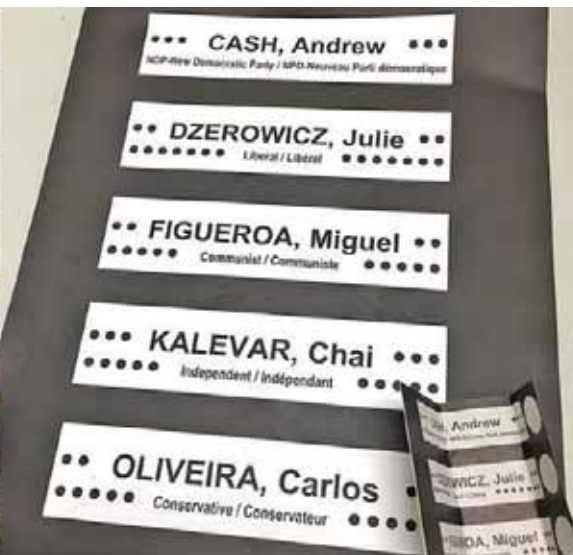 ••• CASH, Andrew •••
NDP-New Democratic Party / NPD-Nouveau Parti démocratique
•• DZEROWICZ, Julie ••
••••••• Liberal / Libéral •••••••
•• FIGUEROA, Miguel ••
••••• Communist / Communiste •••••
••• KALEVAR, Chai •••
••••• Independent / Indépendant •••••
•• OLIVEIRA, Carlos •
••••• Conservative / Conservateur ••••
Andrew
Julie
Miguel